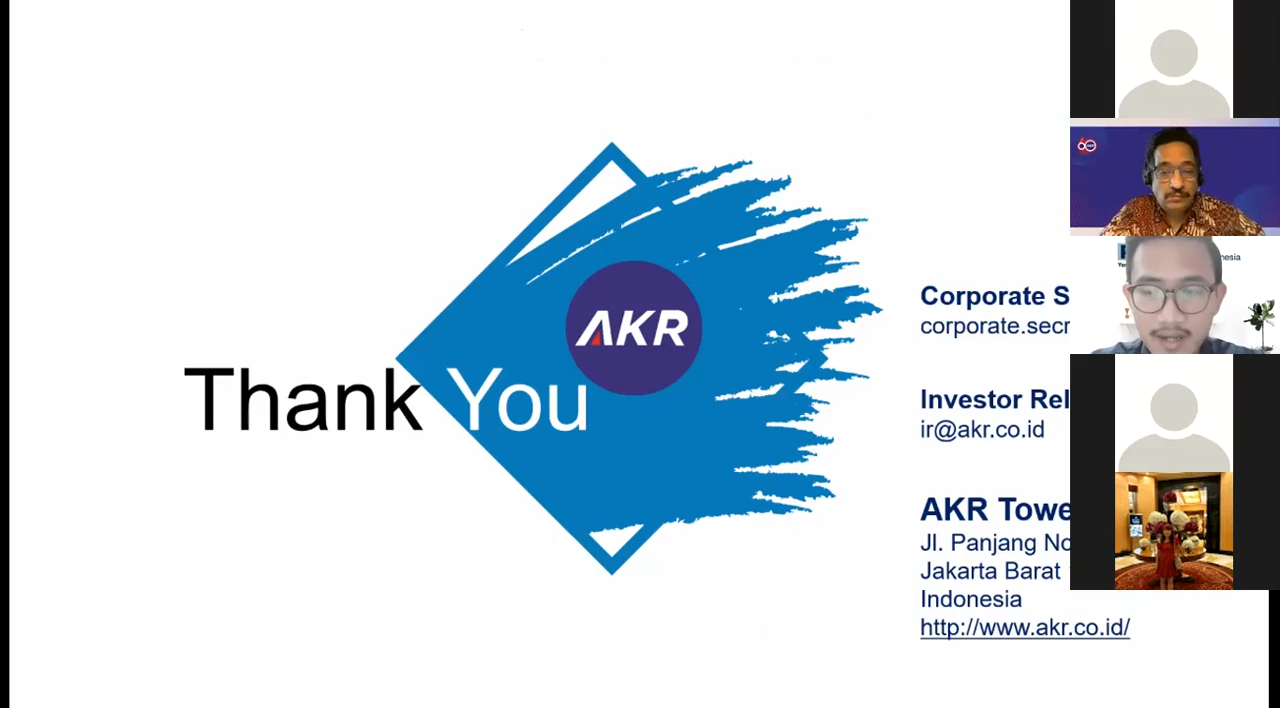 Thank You
AKR
Corporate S
corporate.secr
Investor Rel
ir@akr.co.id
AKR Towe
Jl. Panjang No
Jakarta Barat
Indonesia
http://www.akr.co.id/